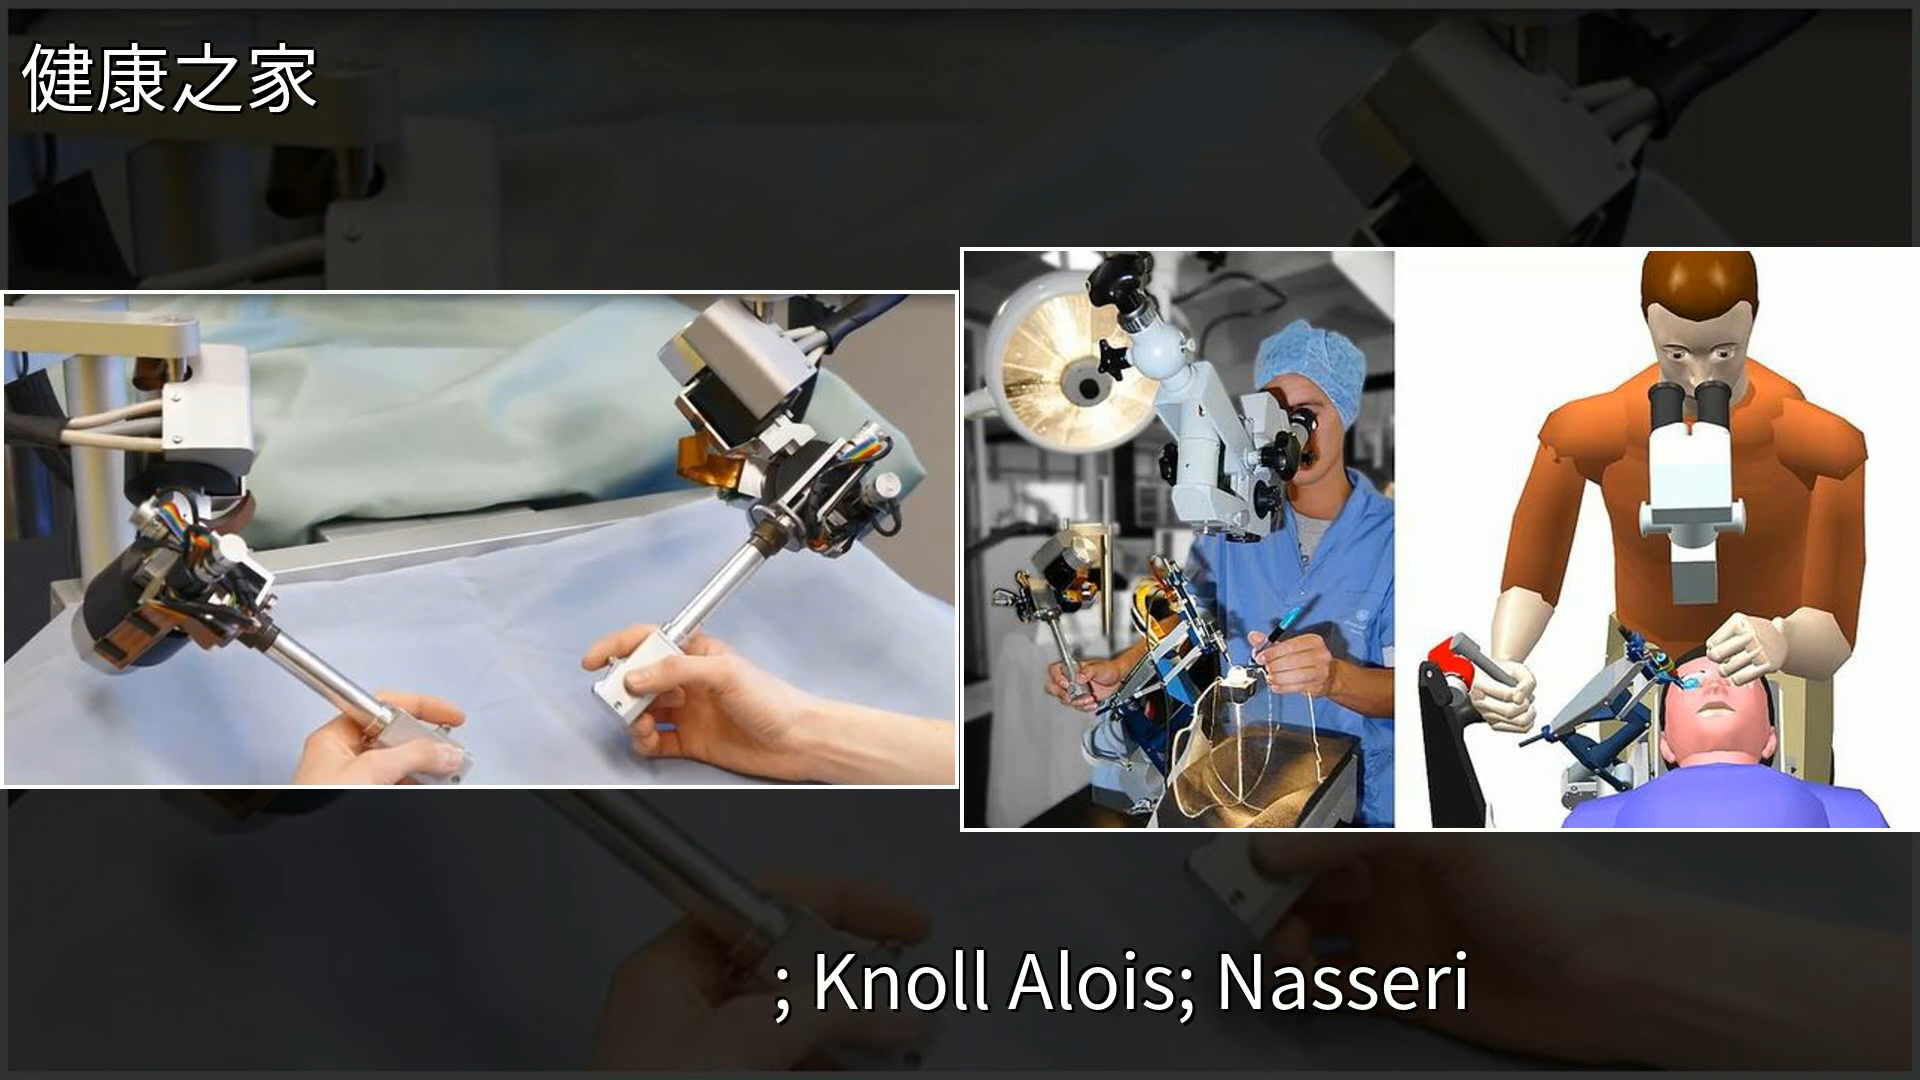 健康之家
; Knoll Alois; Nasseri